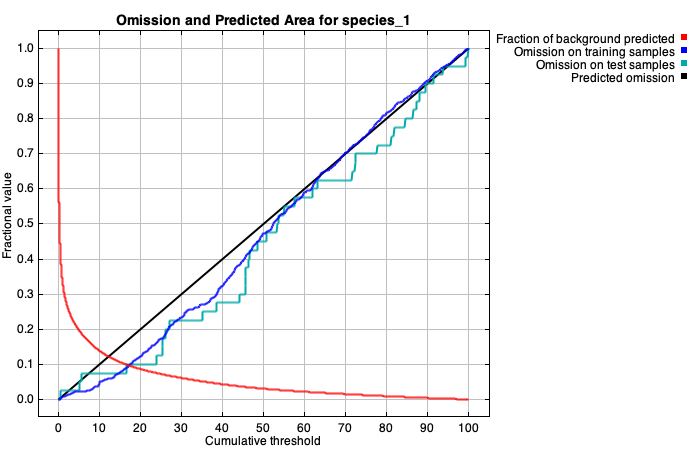 Omission and Predicted Area for species_1
Fraction of background predicted
Omission on training samples
Omission on test samples
Predicted omission
Fractional value
1.0
0.9
0.8
0.7
0.6
0.5
0.4
0.3
0.2
0.1
0.0
0 10 20 30 40 50 60 70 80 90 100
Cumulative threshold